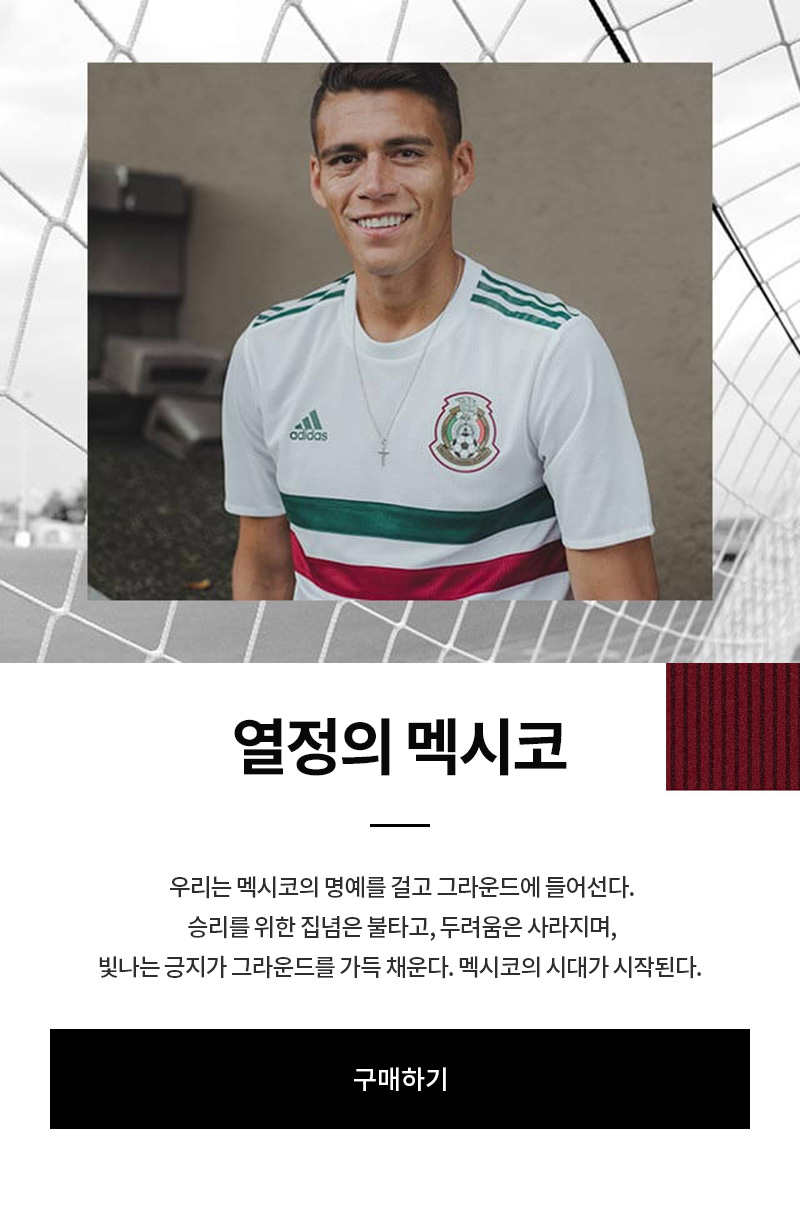 adidas
열정의 멕시코
우리는 멕시코의 명예를 걸고 그라운드에 들어선다.
승리를 위한 집념은 불타고, 두려움은 사라지며,
빛나는 긍지가 그라운드를 가득 채운다. 멕시코의 시대가 시작된다.
구매하기